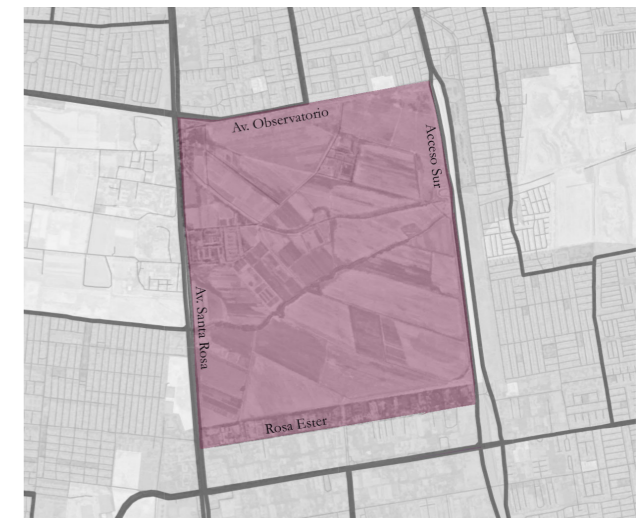 Av. Observatorio
Acceso Sur
Av. Santa Rosa
Rosa Ester